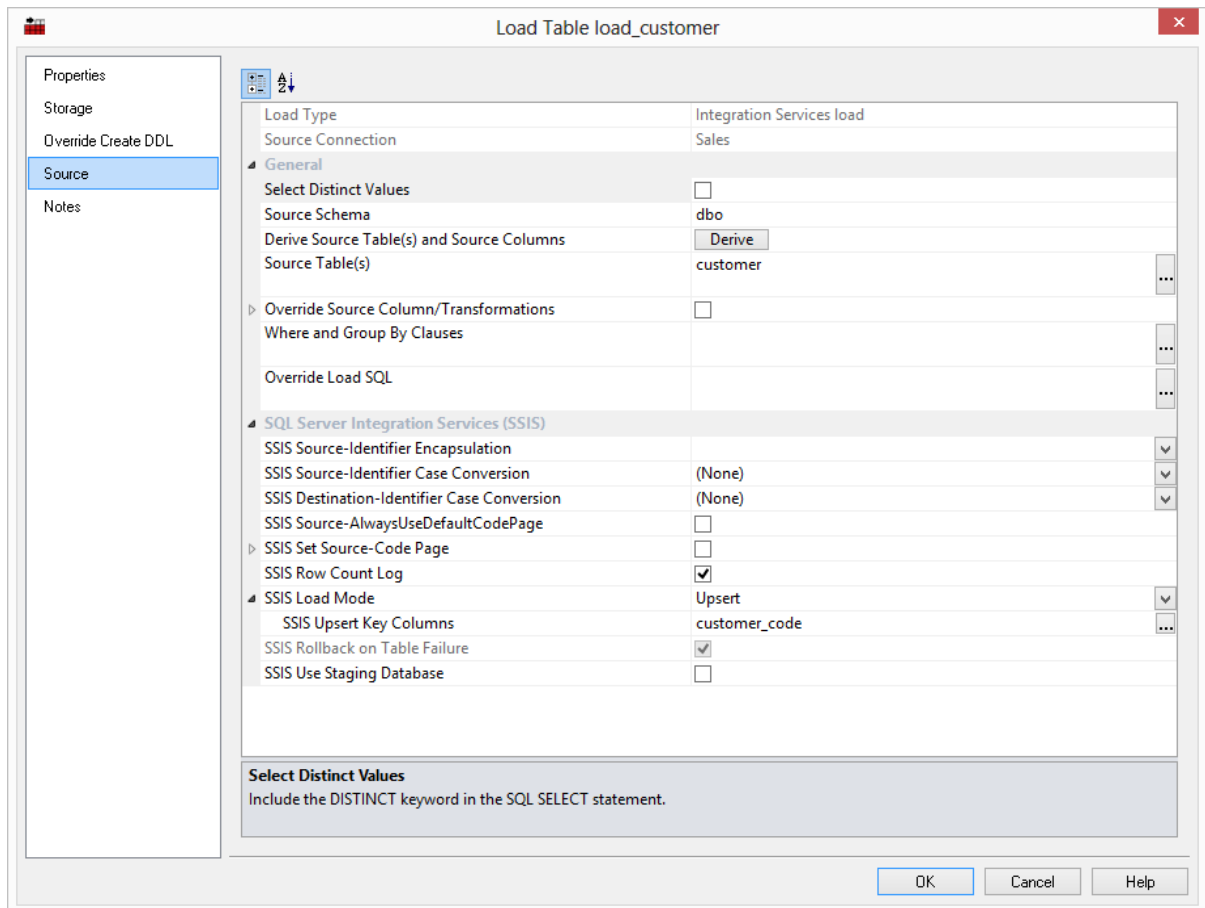 Load Table load_customer
Properties
Storage
Override Create DDL
Source
Notes
Load Type Integration Services load
Source Connection Sales
General
Select Distinct Values
Source Schema dbo
Derive Source Table(s) and Source Columns Derive
Source Table(s) customer
...
Override Source Column/Transformations
Where and Group By Clauses
...
Override Load SQL
...
SQL Server Integration Services (SSIS)
SSIS Source-Identifier Encapsulation
SSIS Source-Identifier Case Conversion (None)
SSIS Destination-Identifier Case Conversion (None)
SSIS Source-AlwaysUseDefaultCodePage
SSIS Set Source-Code Page
SSIS Row Count Log
SSIS Load Mode Upsert
SSIS Upsert Key Columns customer_code ...
SSIS Rollback on Table Failure
SSIS Use Staging Database
Select Distinct Values
Include the DISTINCT keyword in the SQL SELECT statement.
OK Cancel Help